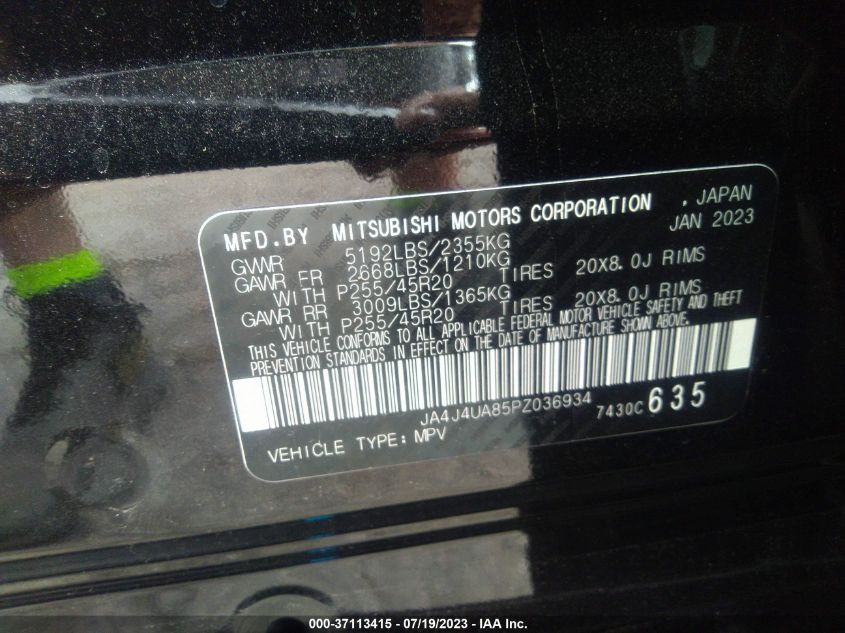 MFD.BY MITSUBISHI MOTORS CORPORATION , JAPAN
JAN 2023
GVWR 5192LBS/2355KG
GAWR FR 2668LBS/1210KG
WITH P255/45R20 TIRES 20X8.0J RIMS
GAWR RR 3009LBS/1365KG
WITH P255/45R20 TIRES 20X8.0J RIMS
THIS VEHICLE CONFORMS TO ALL APPLICABLE FEDERAL MOTOR VEHICLE SAFETY AND THEFT
PREVENTION STANDARDS IN EFFECT ON THE DATE OF MANUFACTURE SHOWN ABOVE.
JA4J4UA85PZ036934
7430C 635
VEHICLE TYPE: MPV
000-37113415 - 07/19/2023 - IAA Inc.